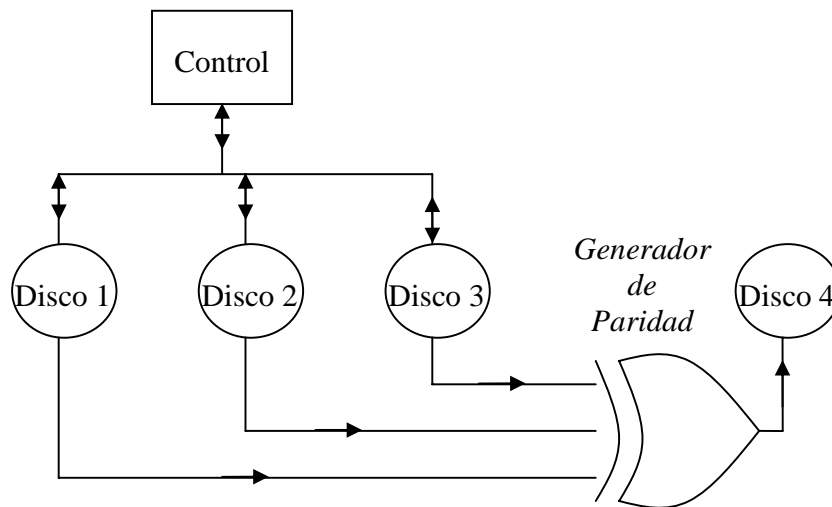 Control
Disco 1
Disco 2
Disco 3
Generador
de
Paridad
Disco 4